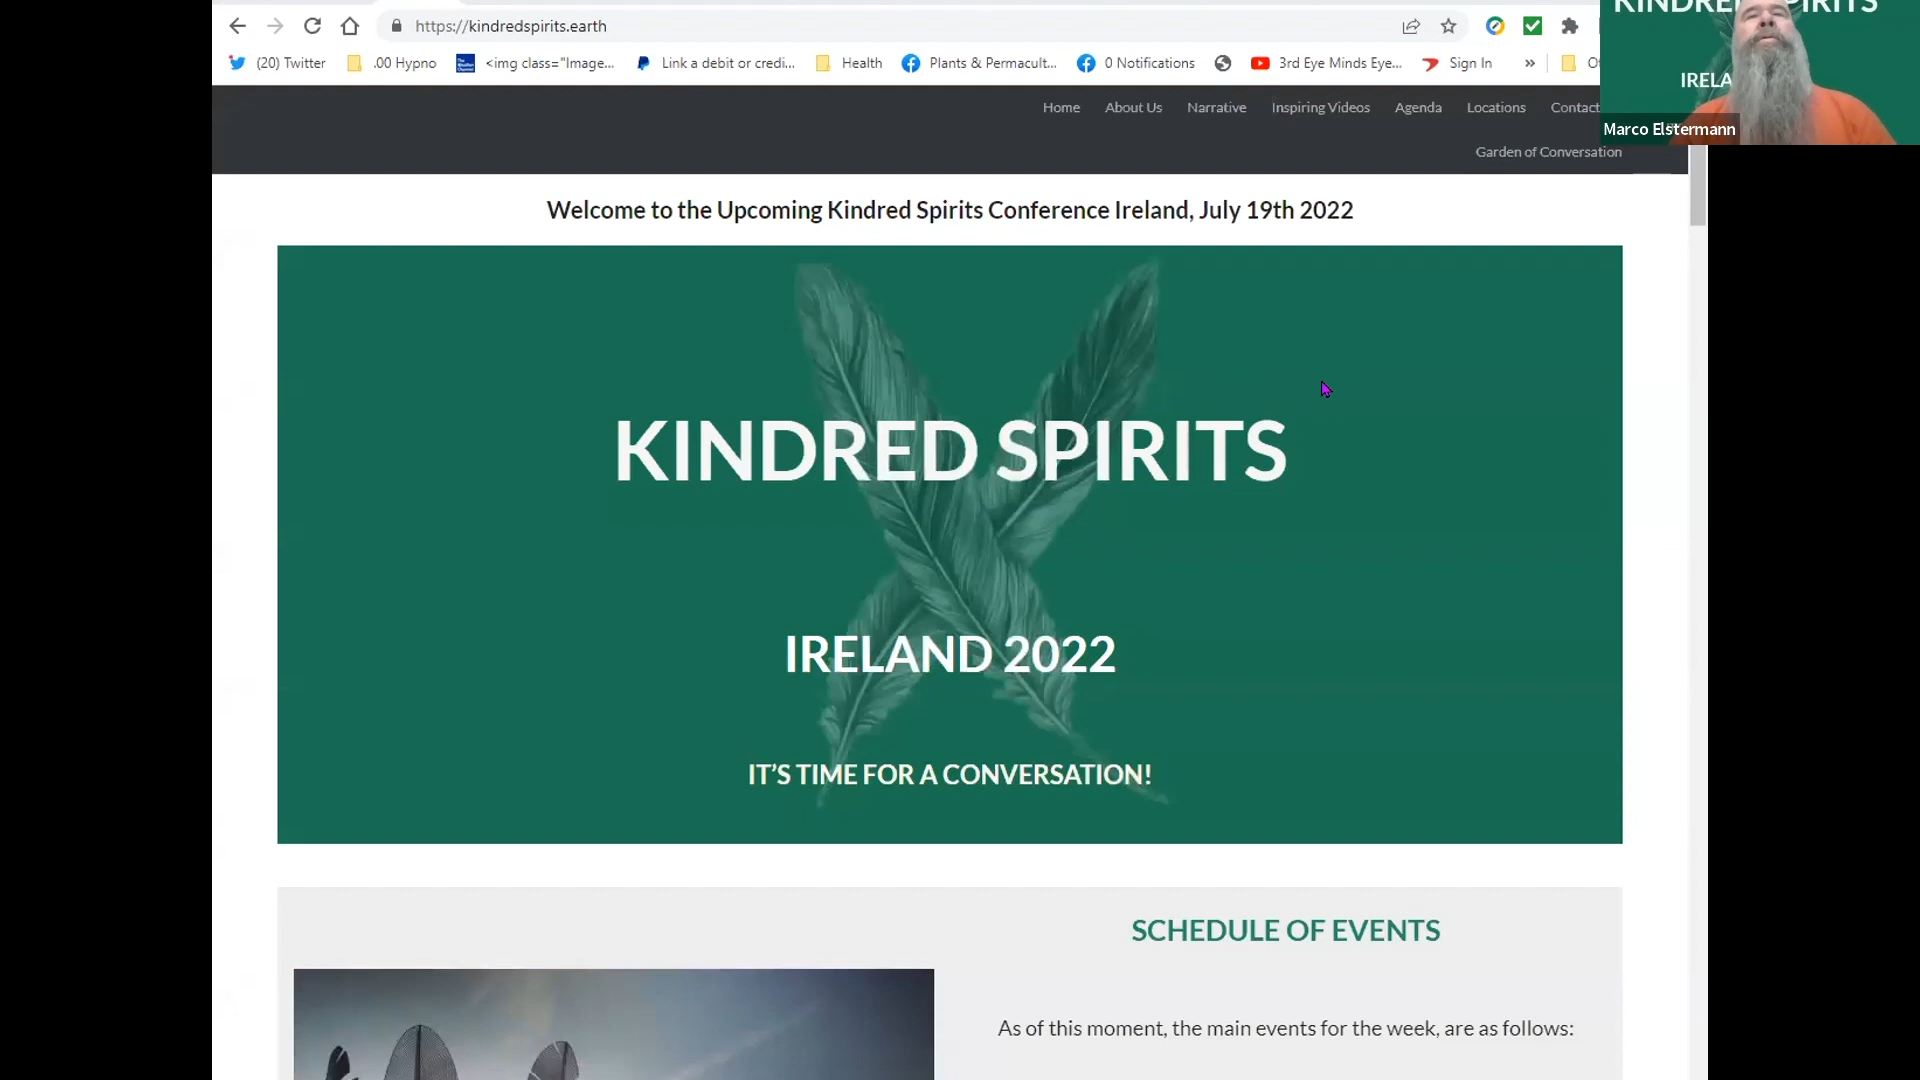 https://kindredspirits.earth
(20) Twitter .00 Hypno <img class="Image... Link a debit or credi... Health Plants & Permacult... 0 Notifications 3rd Eye Minds Eye... Sign In »
IRELA
Marco Elstermann
Home About Us Narrative Inspiring Videos Agenda Locations Contact
Garden of Conversation
Welcome to the Upcoming Kindred Spirits Conference Ireland, July 19th 2022
KINDRED SPIRITS
IRELAND 2022
IT'S TIME FOR A CONVERSATION!
SCHEDULE OF EVENTS
As of this moment, the main events for the week, are as follows: